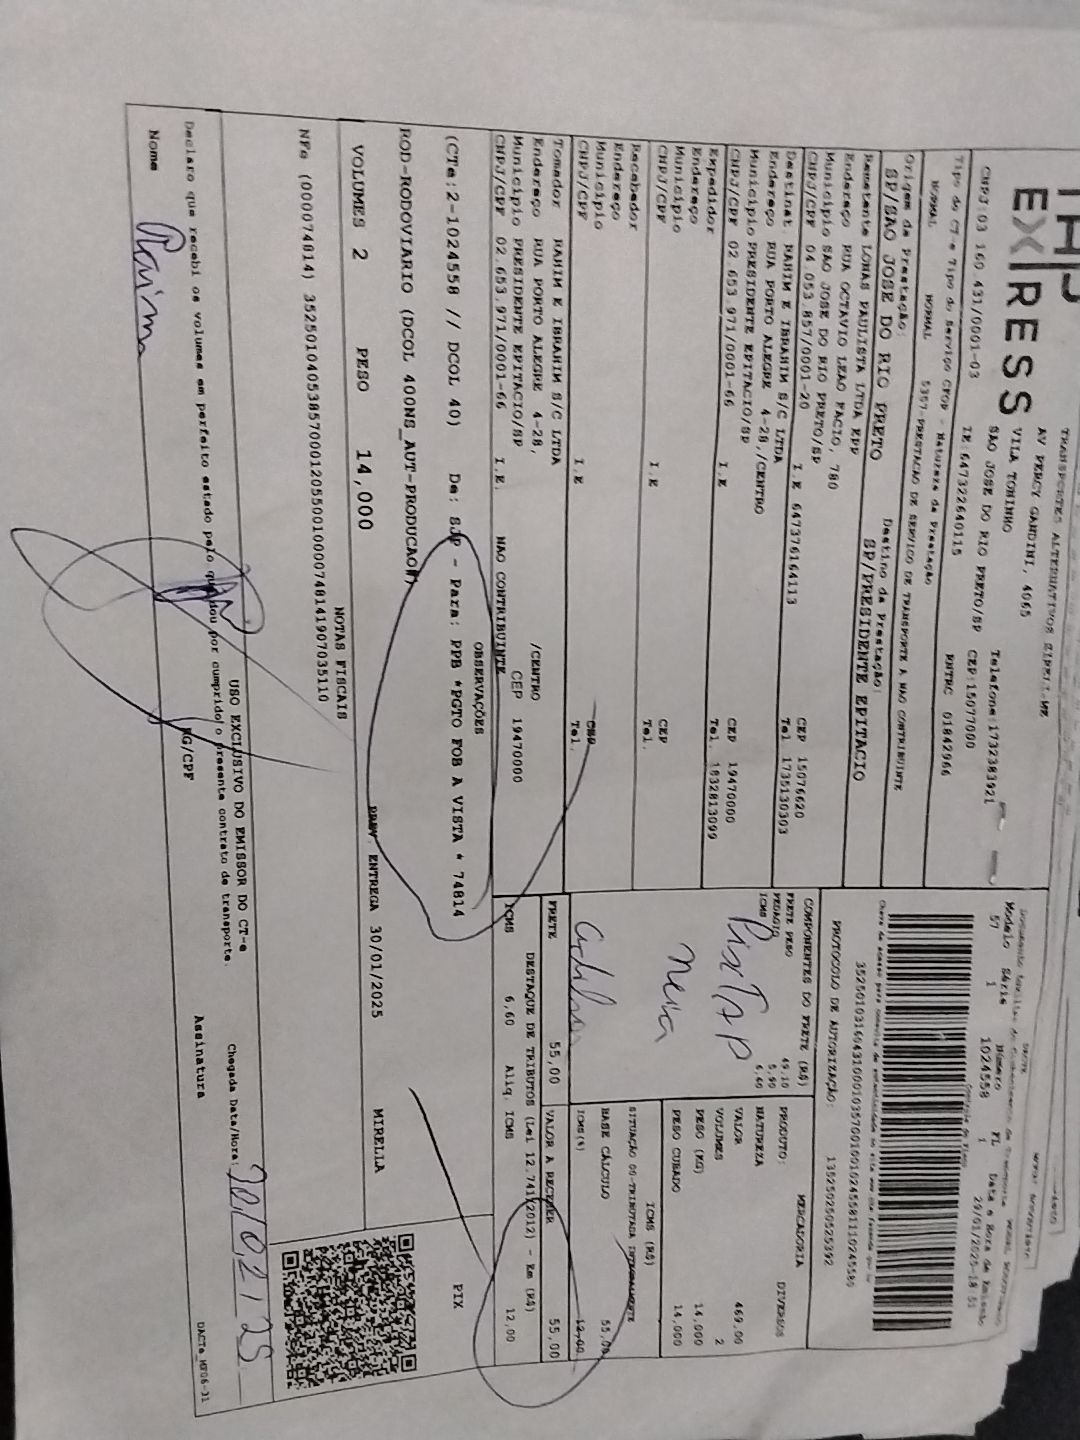 EXPRESS
TRANSPORTES ALTERNATIVOS
AV PERCY GANDINI, 4065
VILA TONINHO
SAO JOSE DO RIO PRETO/SP CEP:15077000
CNPJ:03 160.431/0001-03 IE:647322640115
Telefone:1732383921
RNTRC 01842966
Tipo do CT-e Tipo do Serviço CFOP - Natureza da Prestação
NORMAL NORMAL 5357-PRESTACAO DE SERVICO DE TRANSPORTE A NAO CONTRIBUINTE
Origem da Prestação: Destino da Prestação:
SP/SAO JOSE DO RIO PRETO SP/PRESIDENTE EPITACIO
Remetente LONAS PAULISTA LTDA EPP
Endereço RUA OCTAVIO LEAO FACIO, 780
Município SAO JOSE DO RIO PRETO/SP CEP 15076620
CNPJ/CPF 04.053.857/0001-20 I.E 647376164113 Tel. 1735130303
Destinat. RAHIM E IBRAHIM S/C LTDA
Endereço RUA PORTO ALEGRE 4-28,/CENTRO
Município PRESIDENTE EPITACIO/SP CEP 19470000
CNPJ/CPF 02.653.971/0001-66 I.E Tel. 1832813099
Expedidor
Endereço
Município CEP
CNPJ/CPF I.E Tel.
Recebedor
Endereço
Município CEP
CNPJ/CPF I.E Tel.
Tomador RAHIM E IBRAHIM S/C LTDA
Endereço RUA PORTO ALEGRE 4-28, /CENTRO
Município PRESIDENTE EPITACIO/SP CEP 19470000
CNPJ/CPF 02.653.971/0001-66 I.E. NAO CONTRIBUINTE
OBSERVAÇÕES
(CTe:2-1024558 // DCOL 40) De: SJP - Para: PPB *PGTO FOB A VISTA * 74814
ROD-RODOVIARIO (DCOL 400NS_AUT-PRODUCAO#)
VOLUMES 2 PESO 14,000
PREV. ENTREGA 30/01/2025 MIRELLA
NOTAS FISCAIS
NFe (000074814) 35250104053857000120550010000748141907035110
Modelo Série Número FL Data e Hora de Emissão
57 1 1024558 1 29/01/2025-18:51
Controle do Fisco
PROTOCOLO DE AUTORIZAÇÃO: 135250250525392
COMPONENTES DO FRETE (R$)
FRETE PESO 49,10
PEDAGIO 5,90
ICMS 6,60
Pix TAP
Neia
FRETE 55,00
MERCADORIA
PRODUTO: DIVERSOS
NATUREZA
VALOR 469,00
VOLUMES 2
PESO (KG) 14,000
PESO CUBADO 14,000
ICMS (R$)
SITUAÇÃO 00-TRIBUTADA INTEGRALMENTE
BASE CÁLCULO 55,00
ICMS(%) 12,00
VALOR A RECEBER 55,00
DESTAQUE DE TRIBUTOS (Lei 12.741/2012) - Em (R$)
ICMS 6,60 Aliq. ICMS 12,00
PIX
USO EXCLUSIVO DO EMISSOR DO CT-e
Declaro que recebi os volumes em perfeito estado pelo que dou por cumprido o presente contrato de transporte.
Chegada Data/Hora: 30/01/25
Nome RG/CPF Assinatura
DACTe_MT06-31